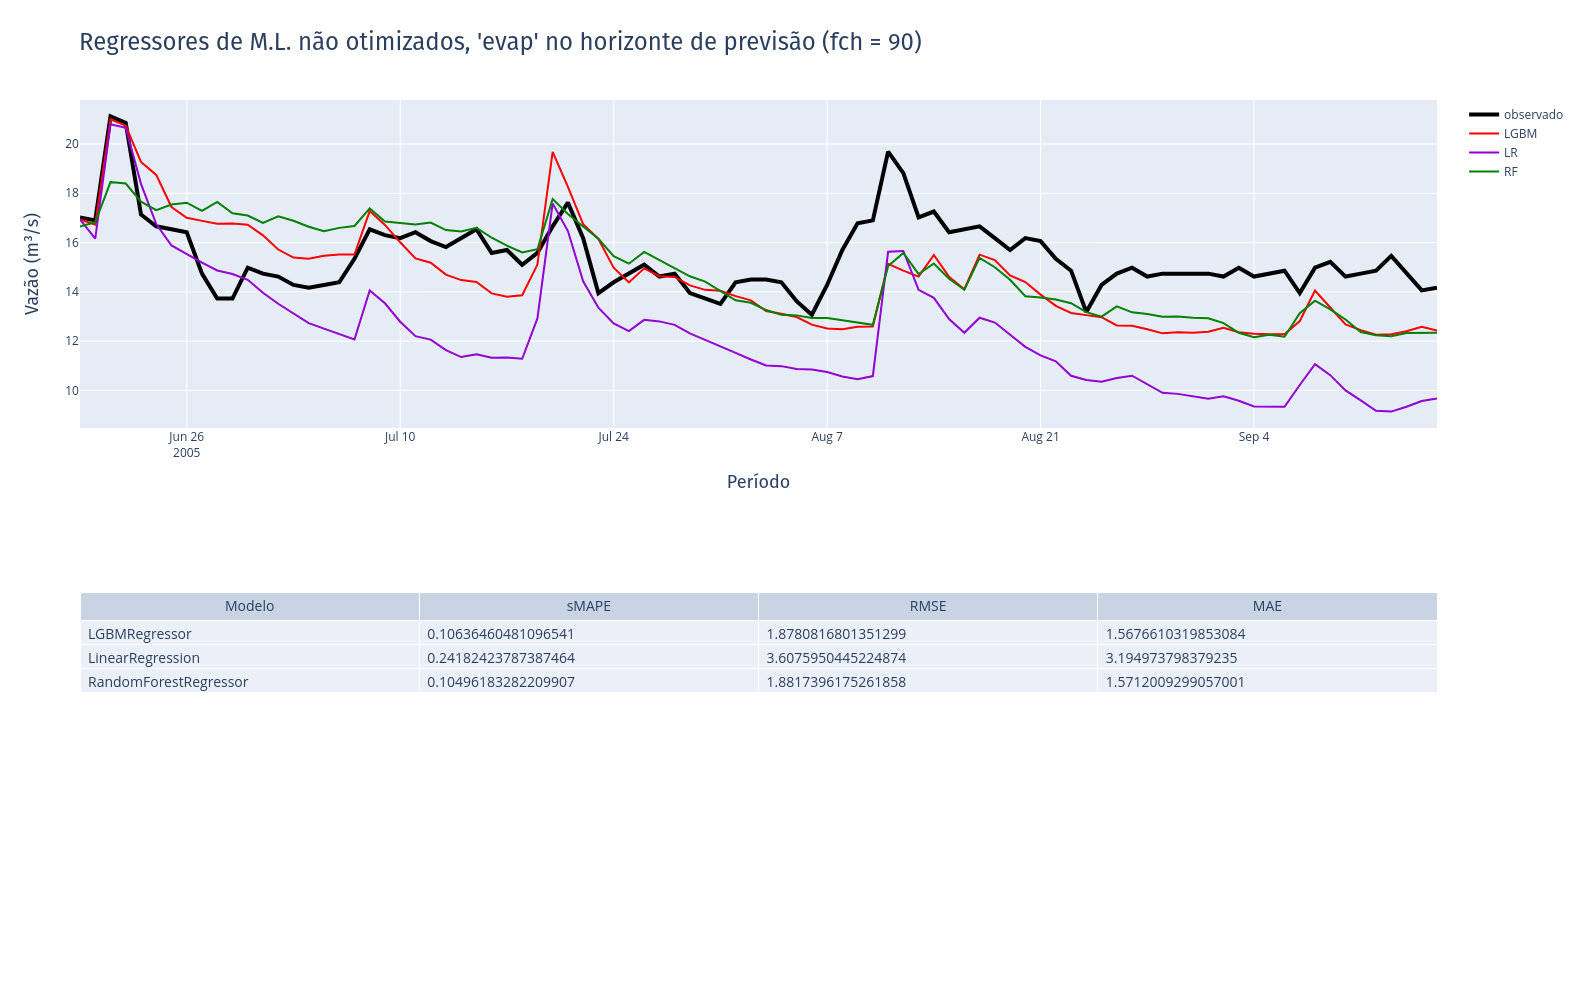 Regressores de M.L. não otimizados, 'evap' no horizonte de previsão (fch = 90)
observado
LGBM
LR
RF
Vazão (m³/s)
20
18
16
14
12
10
Jun 26 Jul 10 Jul 24 Aug 7 Aug 21 Sep 4
2005
Período
Modelo sMAPE RMSE MAE
LGBMRegressor 0.10636460481096541 1.8780816801351299 1.5676610319853084
LinearRegression 0.24182423787387464 3.6075950445224874 3.194973798379235
RandomForestRegressor 0.10496183282209907 1.8817396175261858 1.5712009299057001